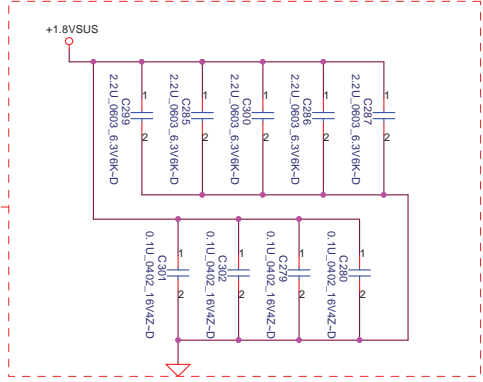 +1.8VSUS
1
1
1
1
1
C299
2.2U_0603_6.3V6K~D
C285
2.2U_0603_6.3V6K~D
C300
2.2U_0603_6.3V6K~D
C286
2.2U_0603_6.3V6K~D
C287
2.2U_0603_6.3V6K~D
2
2
2
2
2
1
1
1
1
C301
0.1U_0402_16V4Z~D
C302
0.1U_0402_16V4Z~D
C279
0.1U_0402_16V4Z~D
C280
0.1U_0402_16V4Z~D
2
2
2
2